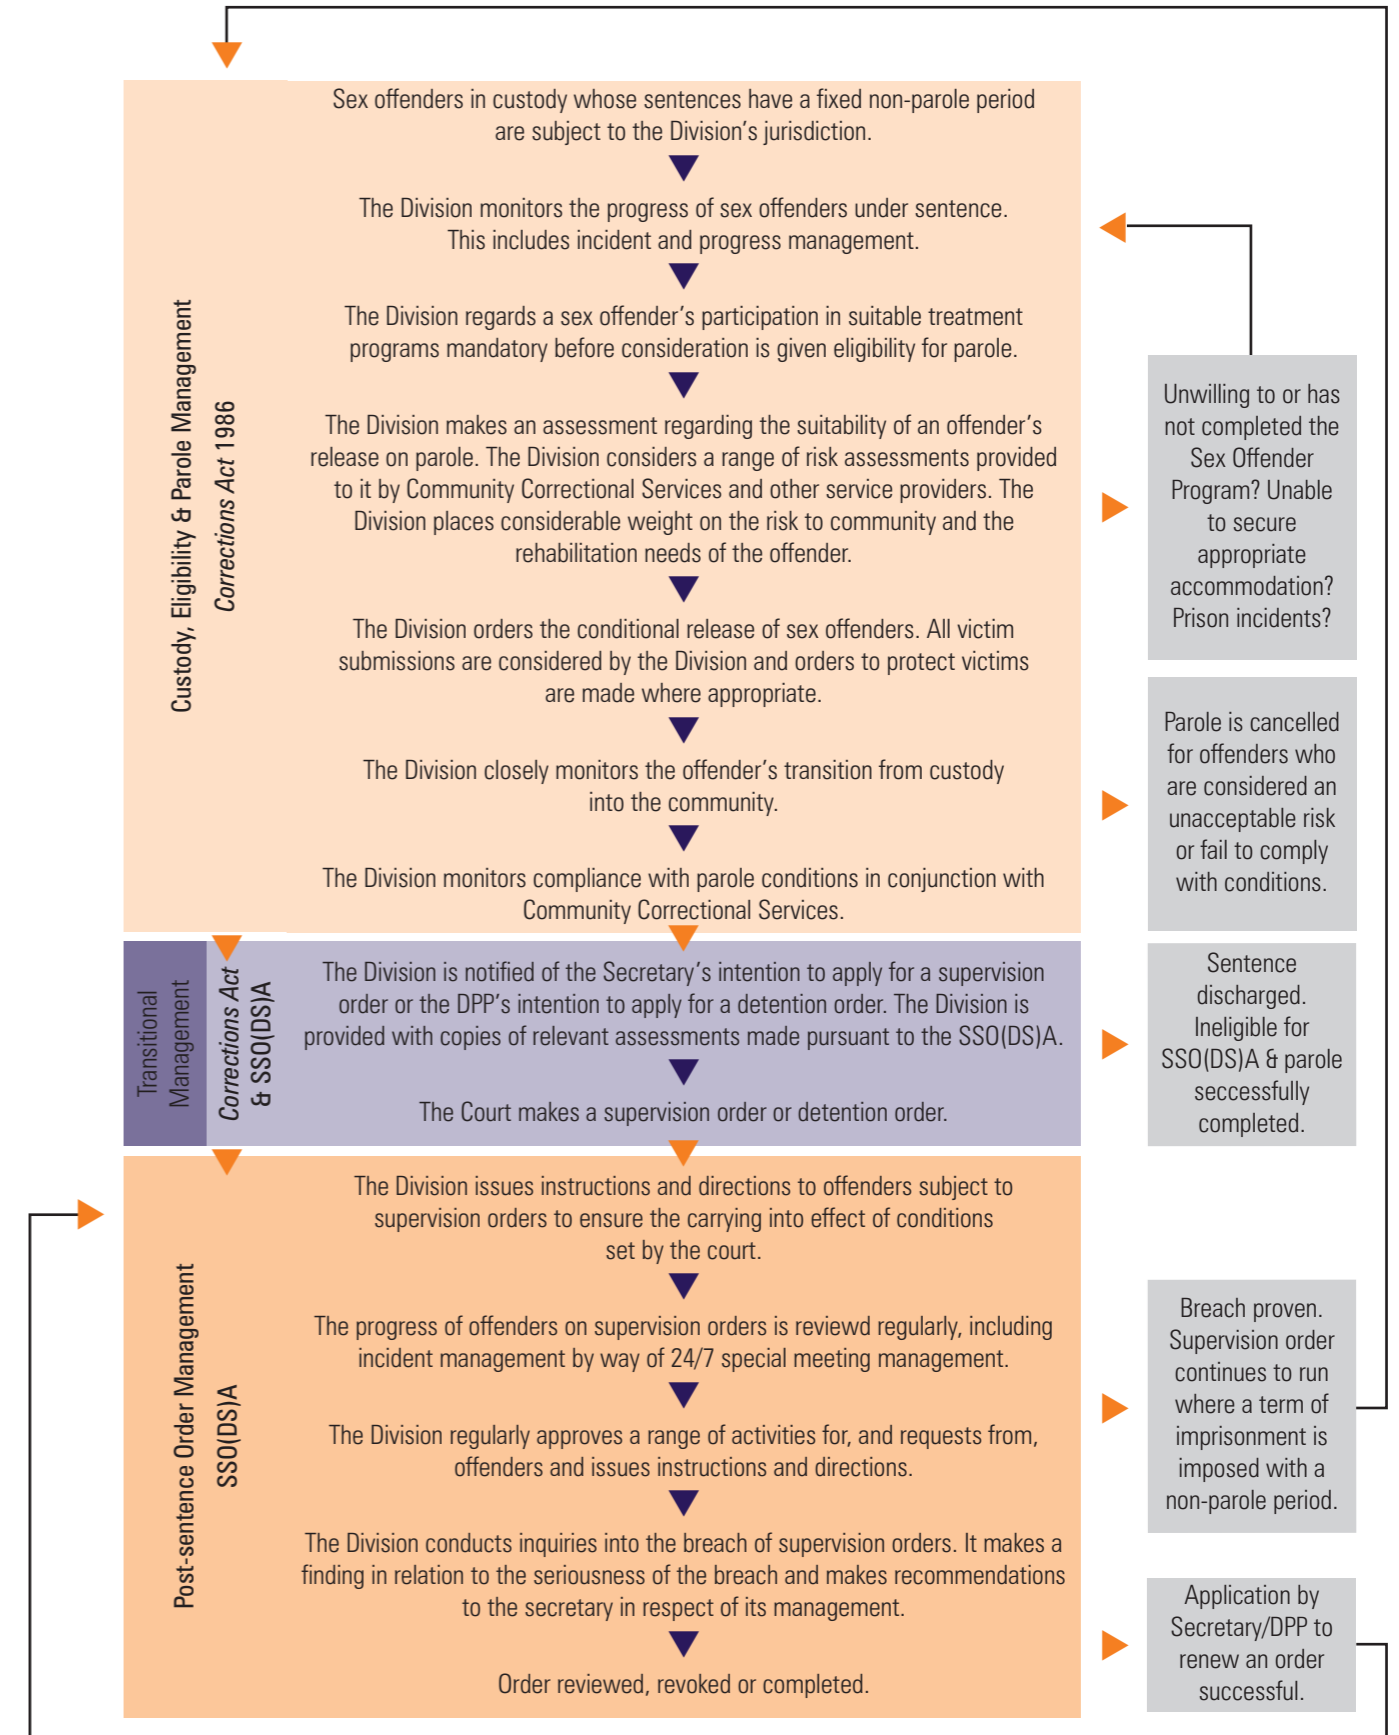 Sex offenders in custody whose sentences have a fixed non-parole period
are subject to the Division's jurisdiction.
The Division monitors the progress of sex offenders under sentence.
This includes incident and progress management.
The Division regards a sex offender's participation in suitable treatment
programs mandatory before consideration is given eligibility for parole.
The Division makes an assessment regarding the suitability of an offender's
release on parole. The Division considers a range of risk assessments provided
to it by Community Correctional Services and other service providers. The
Division places considerable weight on the risk to community and the
rehabilitation needs of the offender.
The Division orders the conditional release of sex offenders. All victim
submissions are considered by the Division and orders to protect victims
are made where appropriate.
The Division closely monitors the offender's transition from custody
into the community.
The Division monitors compliance with parole conditions in conjunction with
Community Correctional Services.
Custody, Eligibility & Parole Management
Corrections Act 1986
Unwilling to or has
not completed the
Sex Offender
Program? Unable
to secure
appropriate
accommodation?
Prison incidents?
Parole is cancelled
for offenders who
are considered an
unacceptable risk
or fail to comply
with conditions.
Transitional
Management
Corrections Act
& SSO(DS)A
The Division is notified of the Secretary's intention to apply for a supervision
order or the DPP's intention to apply for a detention order. The Division is
provided with copies of relevant assessments made pursuant to the SSO(DS)A.
The Court makes a supervision order or detention order.
Sentence
discharged.
Ineligible for
SSO(DS)A & parole
seccessfully
completed.
Post-sentence Order Management
SSO(DS)A
The Division issues instructions and directions to offenders subject to
supervision orders to ensure the carrying into effect of conditions
set by the court.
The progress of offenders on supervision orders is reviewd regularly, including
incident management by way of 24/7 special meeting management.
The Division regularly approves a range of activities for, and requests from,
offenders and issues instructions and directions.
The Division conducts inquiries into the breach of supervision orders. It makes a
finding in relation to the seriousness of the breach and makes recommendations
to the secretary in respect of its management.
Order reviewed, revoked or completed.
Breach proven.
Supervision order
continues to run
where a term of
imprisonment is
imposed with a
non-parole period.
Application by
Secretary/DPP to
renew an order
successful.